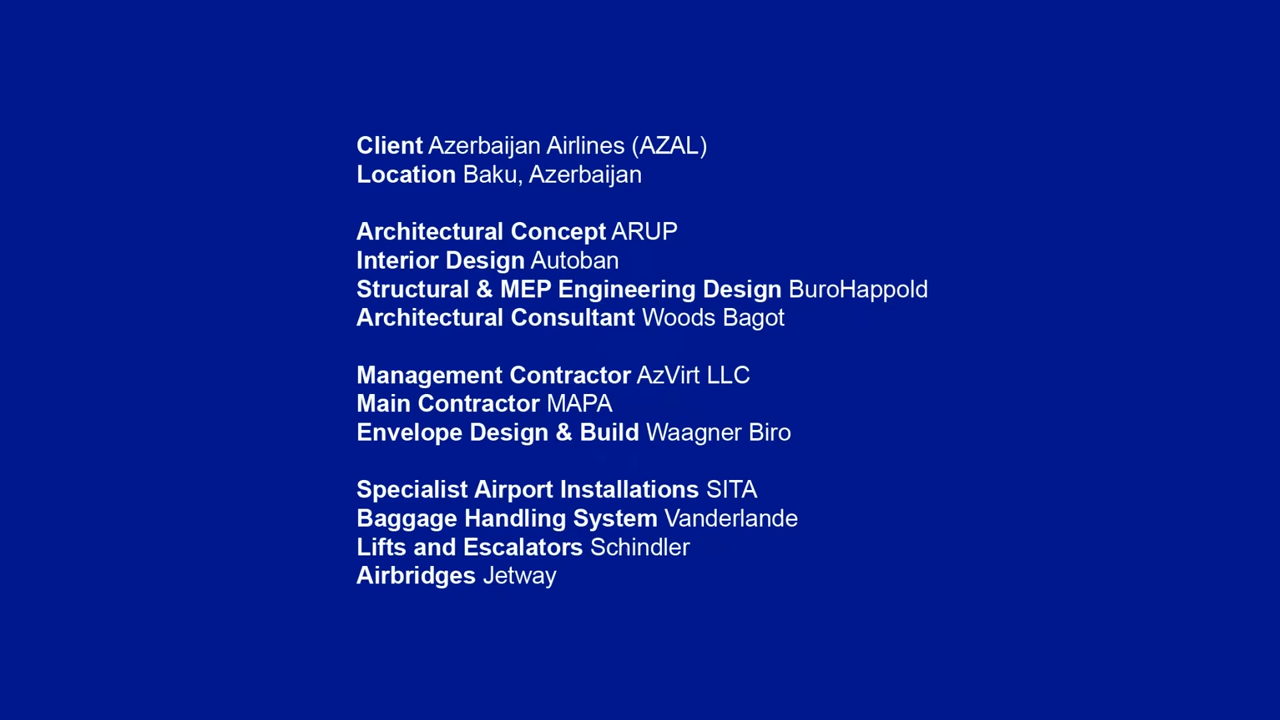 Client Azerbaijan Airlines (AZAL)
Location Baku, Azerbaijan
Architectural Concept ARUP
Interior Design Autoban
Structural & MEP Engineering Design BuroHappold
Architectural Consultant Woods Bagot
Management Contractor AzVirt LLC
Main Contractor MAPA
Envelope Design & Build Waagner Biro
Specialist Airport Installations SITA
Baggage Handling System Vanderlande
Lifts and Escalators Schindler
Airbridges Jetway